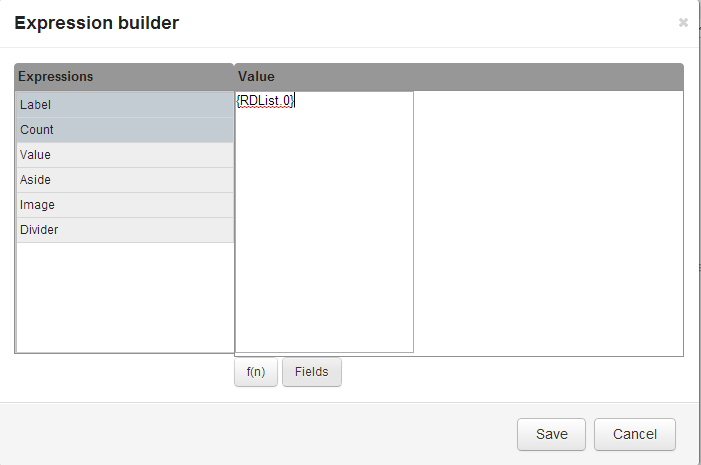 Expression builder
×
Expressions Value
Label {RDList.0}
Count
Value
Aside
Image
Divider
f(n) Fields
Save Cancel